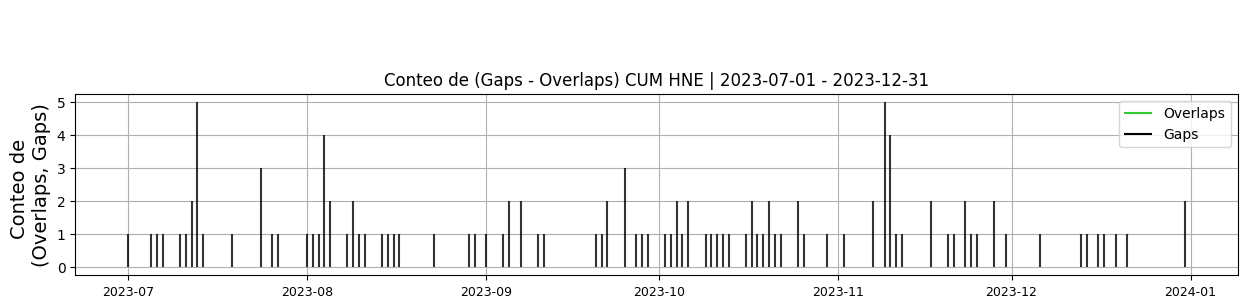 Conteo de (Gaps - Overlaps) CUM HNE | 2023-07-01 - 2023-12-31
Conteo de
(Overlaps, Gaps)
5
4
3
2
1
0
Overlaps
Gaps
2023-07
2023-08
2023-09
2023-10
2023-11
2023-12
2024-01